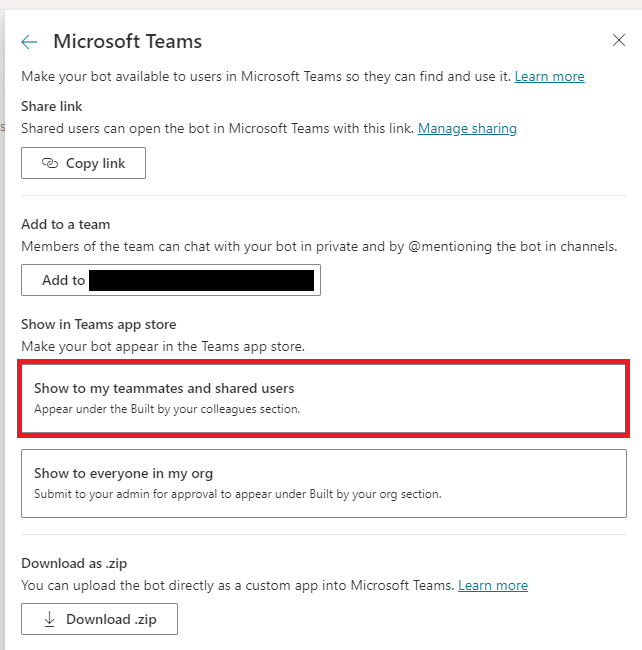 Microsoft Teams
Make your bot available to users in Microsoft Teams so they can find and use it. Learn more
Share link
Shared users can open the bot in Microsoft Teams with this link. Manage sharing
Copy link
Add to a team
Members of the team can chat with your bot in private and by @mentioning the bot in channels.
Add to
Show in Teams app store
Make your bot appear in the Teams app store.
Show to my teammates and shared users
Appear under the Built by your colleagues section.
Show to everyone in my org
Submit to your admin for approval to appear under Built by your org section.
Download as .zip
You can upload the bot directly as a custom app into Microsoft Teams. Learn more
Download .zip